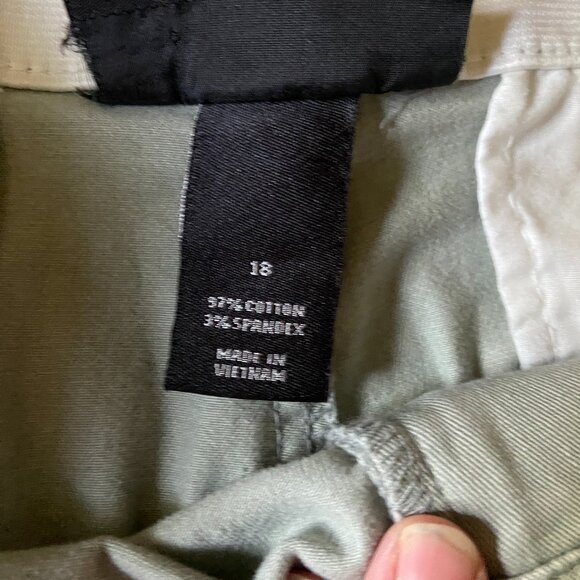 18
97% COTTON
3% SPANDEX
MADE IN
VIETNAM